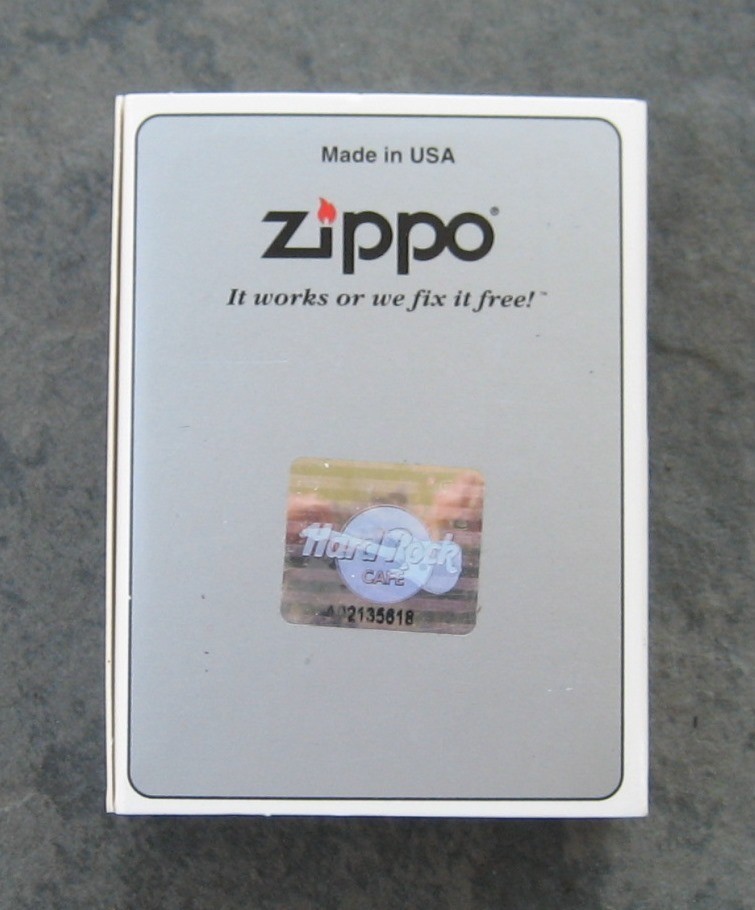 Made in USA
Zippo®
It works or we fix it free!™
Hard Rock
CAFE